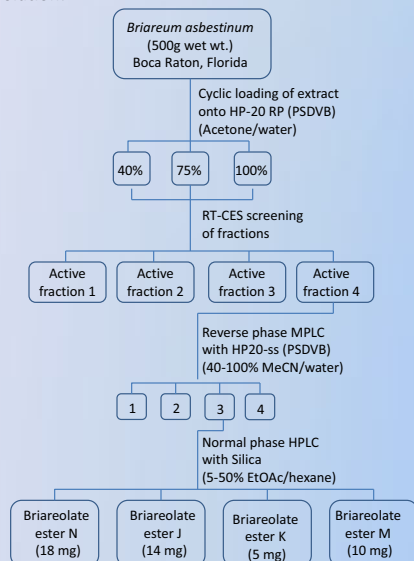 Briareum asbestinum
(500g wet wt.)
Boca Raton, Florida
Cyclic loading of extract
onto HP-20 RP (PSDVB)
(Acetone/water)
40%
75%
100%
RT-CES screening
of fractions
Active
fraction 1
Active
fraction 2
Active
fraction 3
Active
fraction 4
Reverse phase MPLC
with HP20-ss (PSDVB)
(40-100% MeCN/water)
1
2
3
4
Normal phase HPLC
with Silica
(5-50% EtOAc/hexane)
Briareolate
ester N
(18 mg)
Briareolate
ester J
(14 mg)
Briareolate
ester K
(5 mg)
Briareolate
ester M
(10 mg)